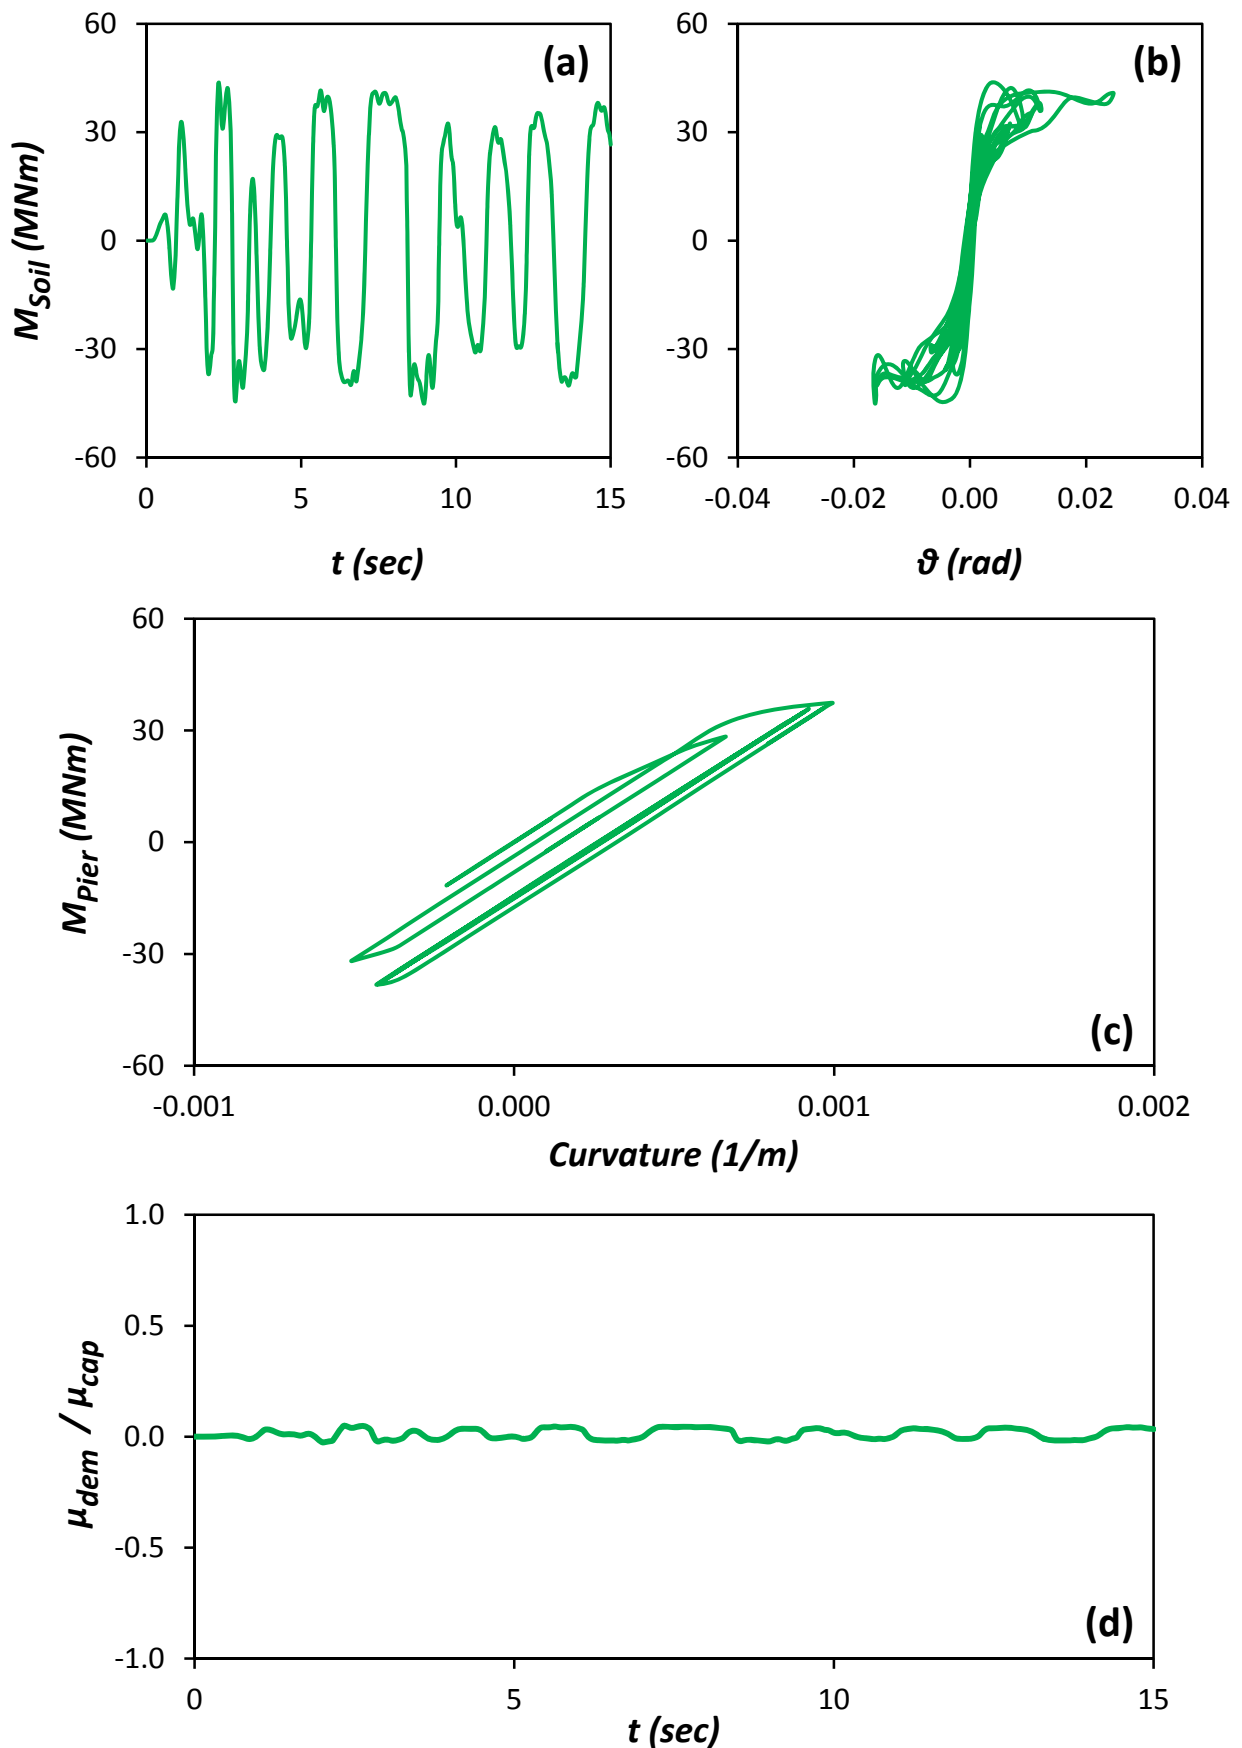 60
30
0
-30
-60
M_Soil (MNm)
(a)
0 5 10 15
t (sec)
60
30
0
-30
-60
(b)
-0.04 -0.02 0.00 0.02 0.04
ϑ (rad)
60
30
0
-30
-60
M_Pier (MNm)
(c)
-0.001 0.000 0.001 0.002
Curvature (1/m)
1.0
0.5
0.0
-0.5
-1.0
μ_dem / μ_cap
(d)
0 5 10 15
t (sec)